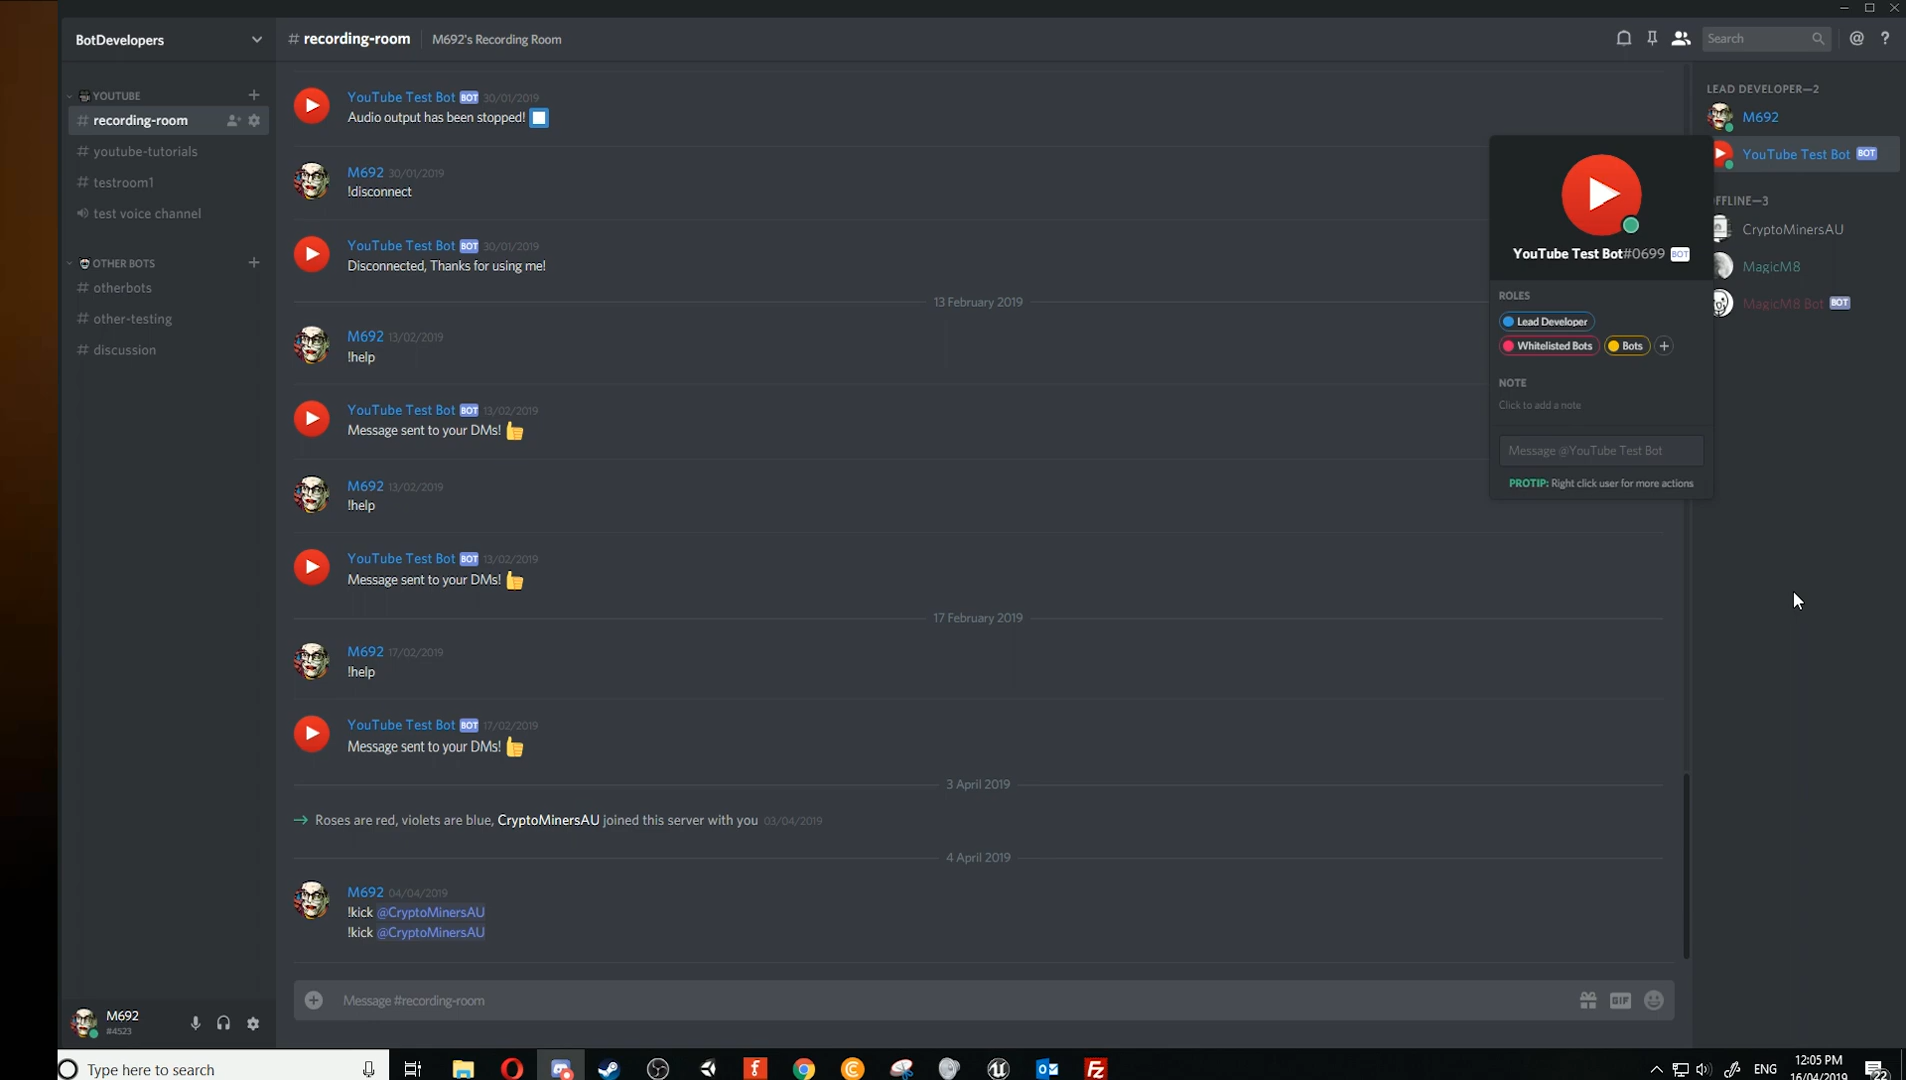 BotDevelopers
YOUTUBE
# recording-room
# youtube-tutorials
# testroom1
test voice channel
OTHER BOTS
# otherbots
# other-testing
# discussion
M692
#4523
# recording-room
M692's Recording Room
Search
YouTube Test Bot BOT 30/01/2019
Audio output has been stopped!
M692 30/01/2019
!disconnect
YouTube Test Bot BOT 30/01/2019
Disconnected, Thanks for using me!
13 February 2019
M692 13/02/2019
!help
YouTube Test Bot BOT 13/02/2019
Message sent to your DMs!
M692 13/02/2019
!help
YouTube Test Bot BOT 13/02/2019
Message sent to your DMs!
17 February 2019
M692 17/02/2019
!help
YouTube Test Bot BOT 17/02/2019
Message sent to your DMs!
3 April 2019
Roses are red, violets are blue, CryptoMinersAU joined this server with you 03/04/2019
4 April 2019
M692 04/04/2019
!kick @CryptoMinersAU
!kick @CryptoMinersAU
Message #recording-room
GIF
YouTube Test Bot#0699 BOT
ROLES
Lead Developer
Whitelisted Bots
Bots
NOTE
Click to add a note
Message @YouTube Test Bot
PROTIP: Right click user for more actions
LEAD DEVELOPER—2
M692
YouTube Test Bot BOT
FFLINE—3
CryptoMinersAU
MagicM8
MagicM8 Bot BOT
Type here to search
ENG
12:05 PM
16/04/2019
22